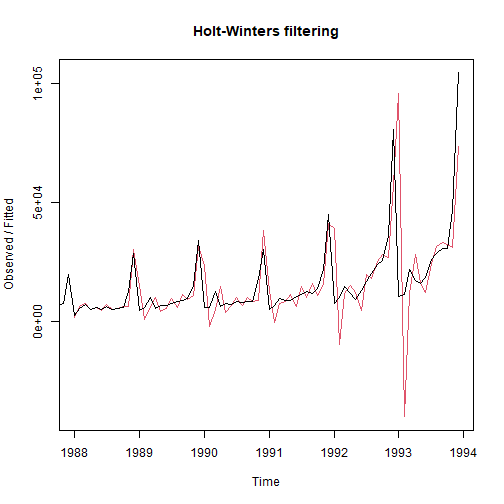 Holt-Winters filtering
Observed / Fitted
1e+05
5e+04
0e+00
1988 1989 1990 1991 1992 1993 1994
Time